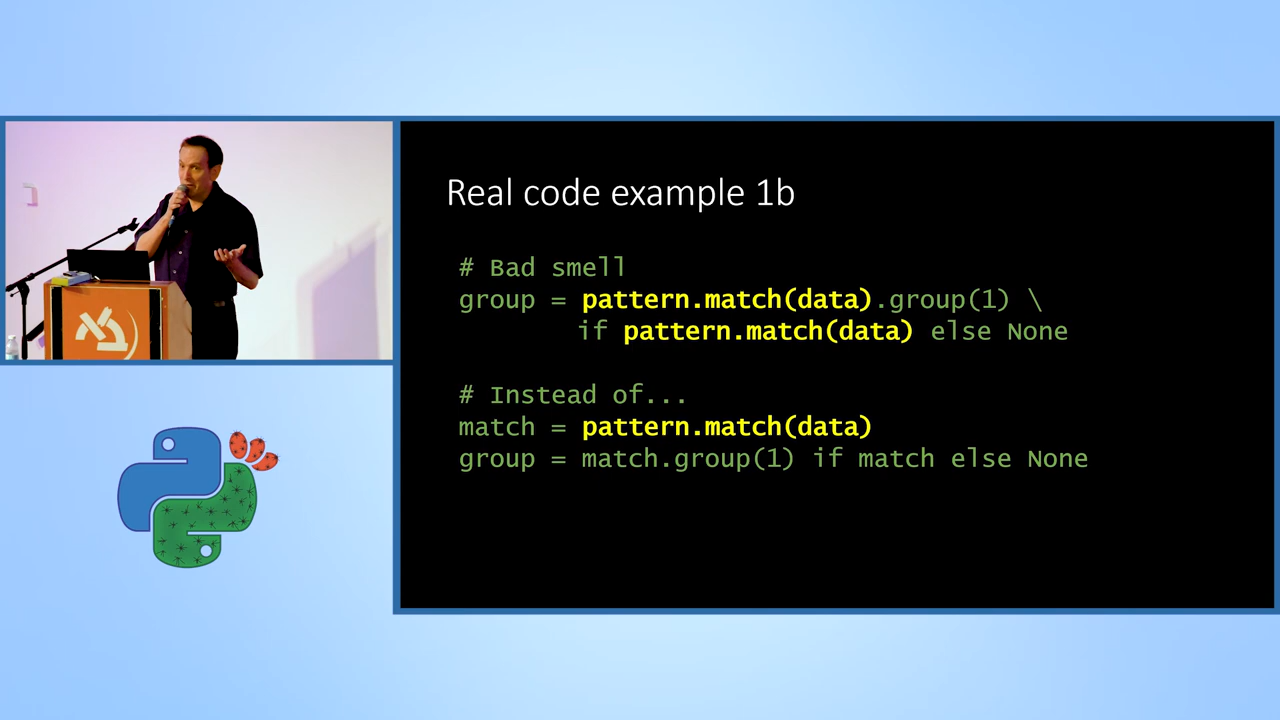 Real code example 1b
# Bad smell
group = pattern.match(data).group(1) \
if pattern.match(data) else None
# Instead of...
match = pattern.match(data)
group = match.group(1) if match else None